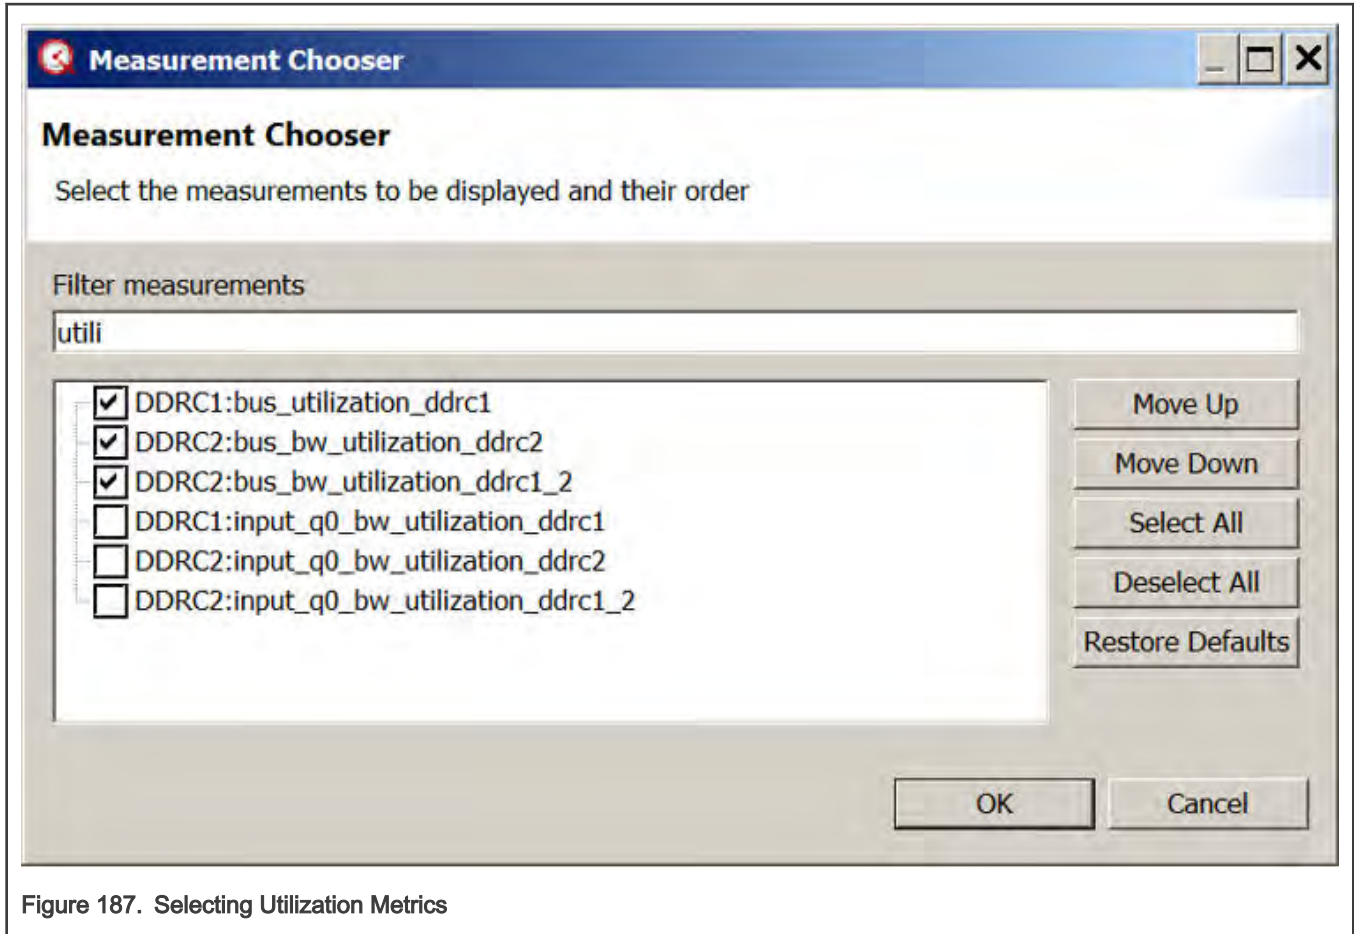 Measurement Chooser
Measurement Chooser
Select the measurements to be displayed and their order
Filter measurements
utili
DDRC1:bus_utilization_ddrc1
DDRC2:bus_bw_utilization_ddrc2
DDRC2:bus_bw_utilization_ddrc1_2
DDRC1:input_q0_bw_utilization_ddrc1
DDRC2:input_q0_bw_utilization_ddrc2
DDRC2:input_q0_bw_utilization_ddrc1_2
Move Up
Move Down
Select All
Deselect All
Restore Defaults
OK
Cancel
Figure 187. Selecting Utilization Metrics